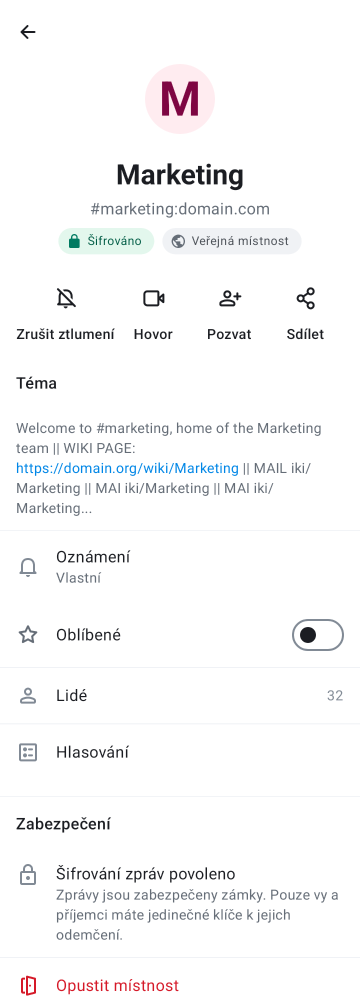 M
Marketing
#marketing:domain.com
Šifrováno
Veřejná místnost
Zrušit ztlumení
Hovor
Pozvat
Sdílet
Téma
Welcome to #marketing, home of the Marketing
team || WIKI PAGE:
https://domain.org/wiki/Marketing || MAIL iki/
Marketing || MAI iki/Marketing || MAI iki/
Marketing...
Oznámení
Vlastní
Oblíbené
Lidé 32
Hlasování
Zabezpečení
Šifrování zpráv povoleno
Zprávy jsou zabezpečeny zámky. Pouze vy a
příjemci máte jedinečné klíče k jejich
odemčení.
Opustit místnost